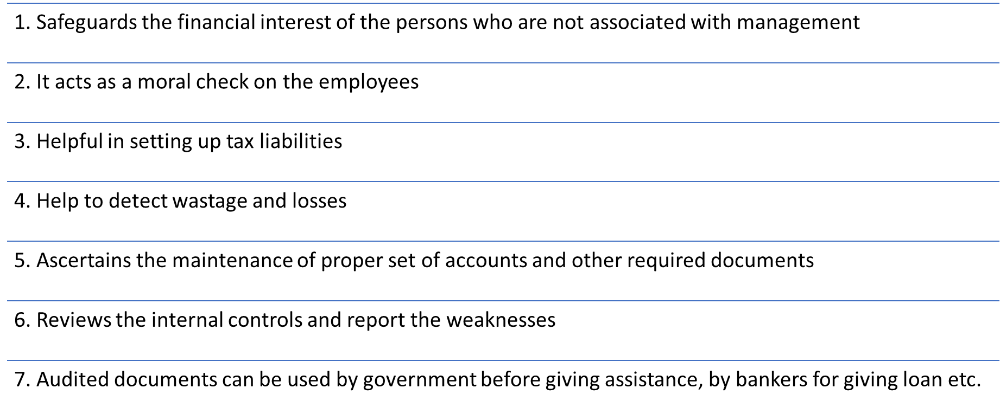 1. Safeguards the financial interest of the persons who are not associated with management
2. It acts as a moral check on the employees
3. Helpful in setting up tax liabilities
4. Help to detect wastage and losses
5. Ascertains the maintenance of proper set of accounts and other required documents
6. Reviews the internal controls and report the weaknesses
7. Audited documents can be used by government before giving assistance, by bankers for giving loan etc.